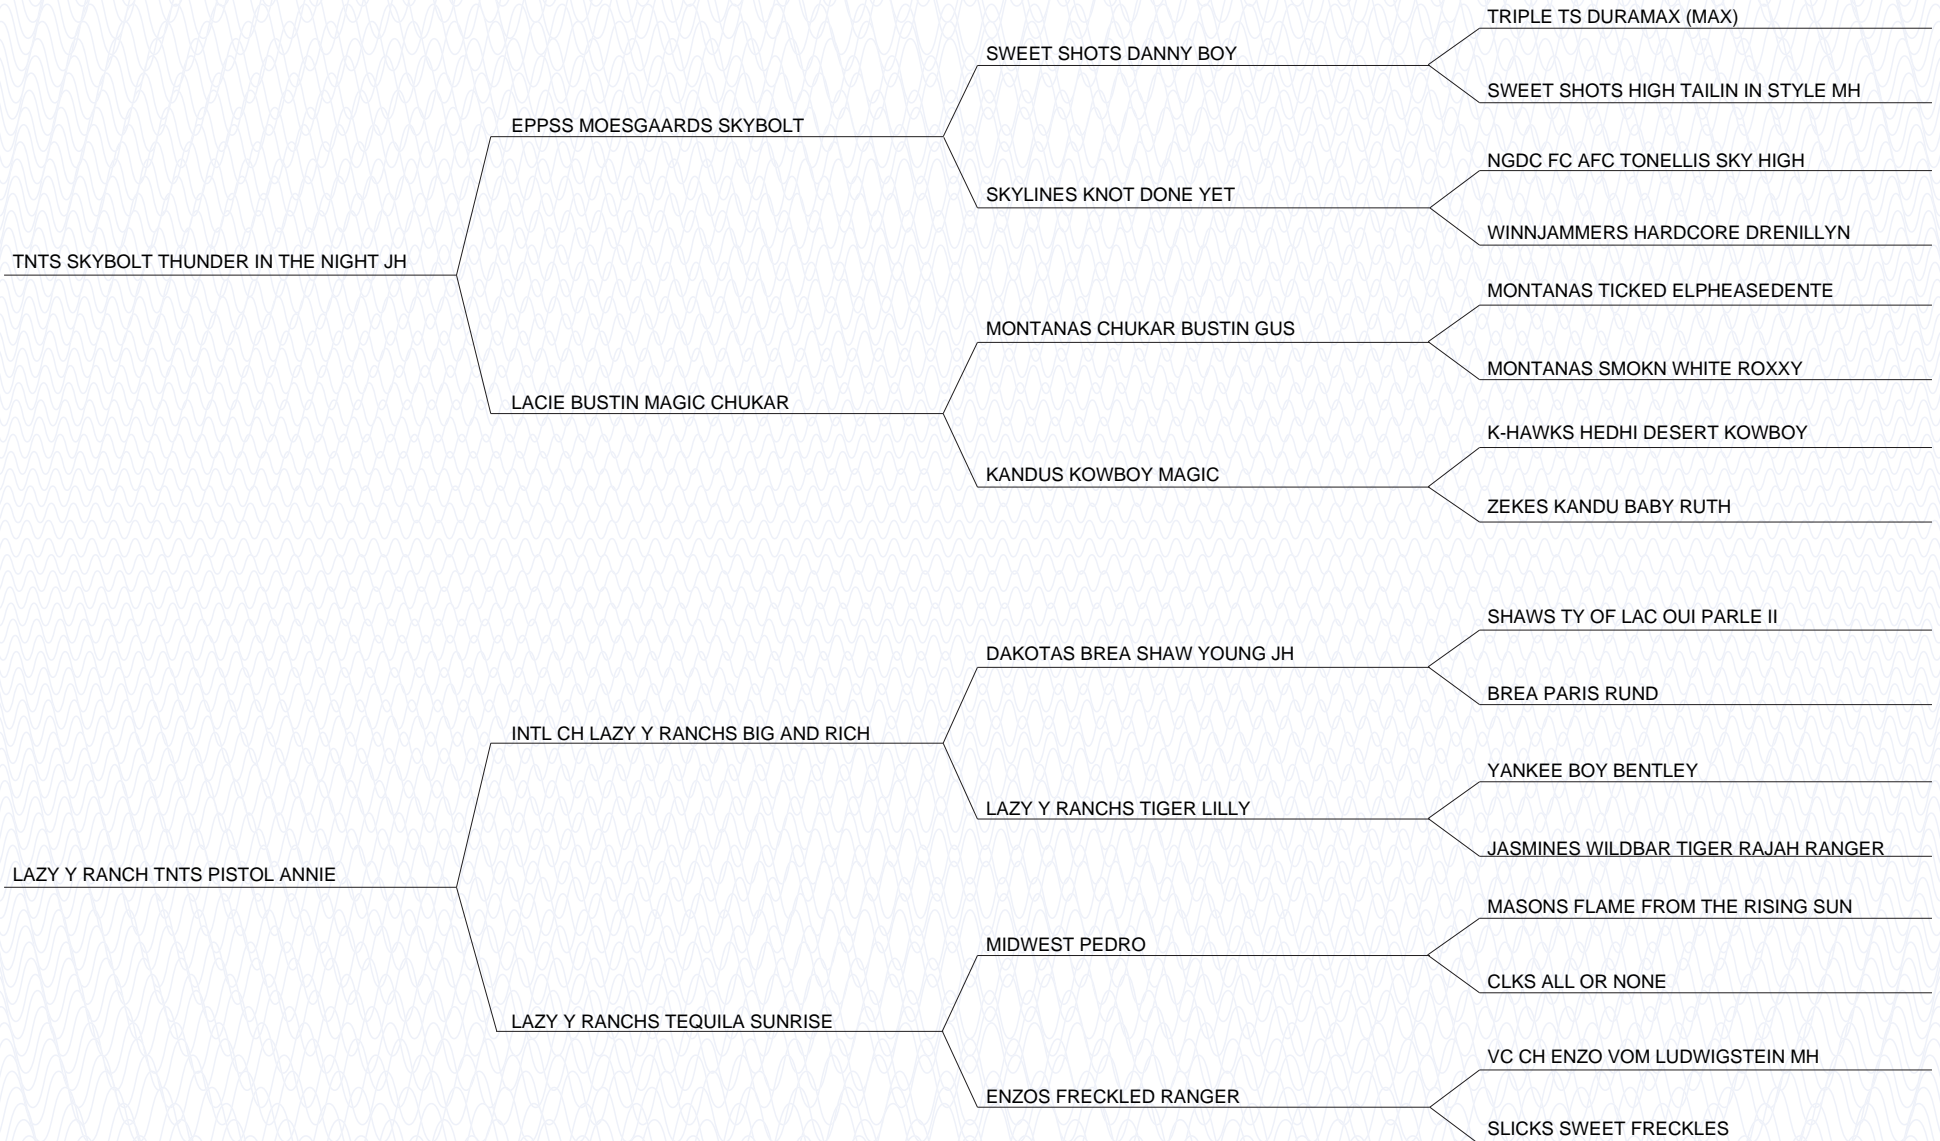 TRIPLE TS DURAMAX (MAX)
SWEET SHOTS DANNY BOY
SWEET SHOTS HIGH TAILIN IN STYLE MH
EPPSS MOESGAARDS SKYBOLT
NGDC FC AFC TONELLIS SKY HIGH
SKYLINES KNOT DONE YET
WINNJAMMERS HARDCORE DRENILLYN
TNTS SKYBOLT THUNDER IN THE NIGHT JH
MONTANAS TICKED ELPHEASEDENTE
MONTANAS CHUKAR BUSTIN GUS
MONTANAS SMOKN WHITE ROXXY
LACIE BUSTIN MAGIC CHUKAR
K-HAWKS HEDHI DESERT KOWBOY
KANDUS KOWBOY MAGIC
ZEKES KANDU BABY RUTH
SHAWS TY OF LAC OUI PARLE II
DAKOTAS BREA SHAW YOUNG JH
BREA PARIS RUND
INTL CH LAZY Y RANCHS BIG AND RICH
YANKEE BOY BENTLEY
LAZY Y RANCHS TIGER LILLY
JASMINES WILDBAR TIGER RAJAH RANGER
LAZY Y RANCH TNTS PISTOL ANNIE
MASONS FLAME FROM THE RISING SUN
MIDWEST PEDRO
CLKS ALL OR NONE
LAZY Y RANCHS TEQUILA SUNRISE
VC CH ENZO VOM LUDWIGSTEIN MH
ENZOS FRECKLED RANGER
SLICKS SWEET FRECKLES